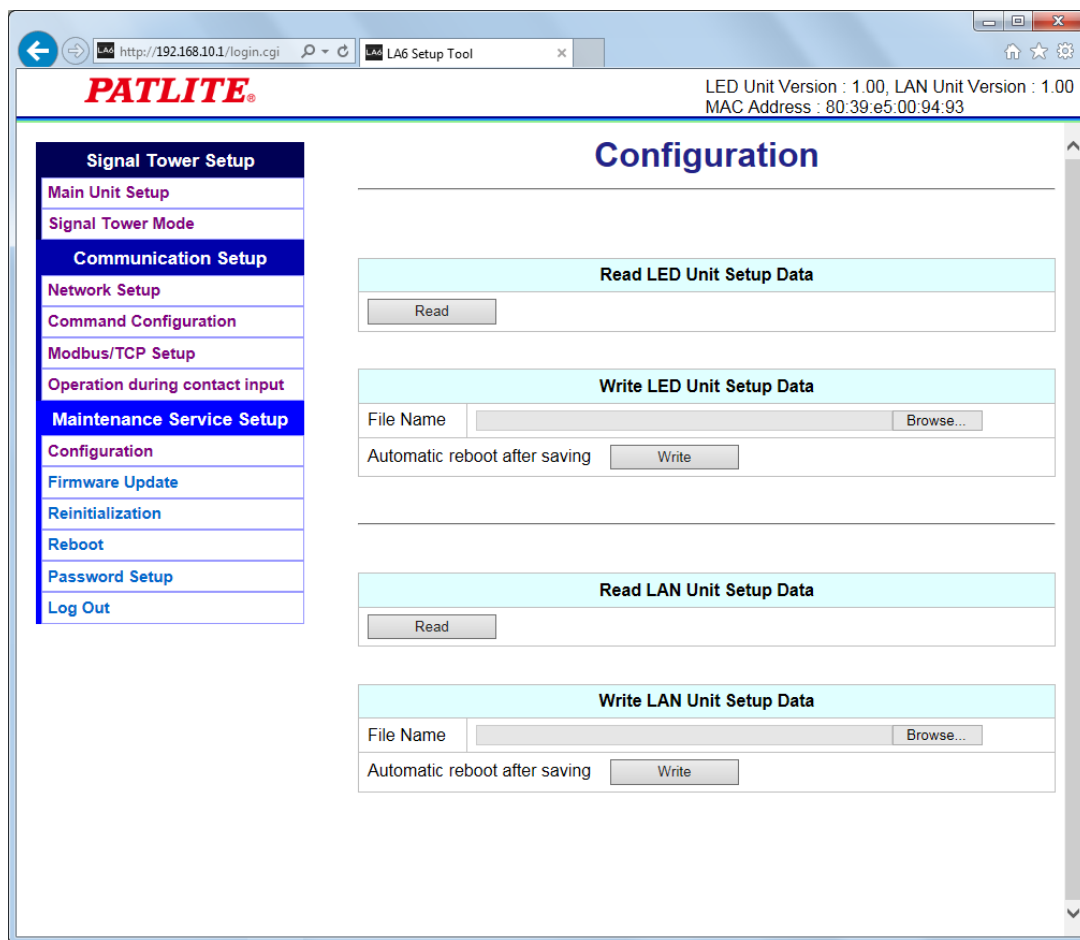 http://192.168.10.1/login.cgi
LA6 LA6 Setup Tool
PATLITE®
LED Unit Version : 1.00, LAN Unit Version : 1.00
MAC Address : 80:39:e5:00:94:93
Signal Tower Setup
Main Unit Setup
Signal Tower Mode
Communication Setup
Network Setup
Command Configuration
Modbus/TCP Setup
Operation during contact input
Maintenance Service Setup
Configuration
Firmware Update
Reinitialization
Reboot
Password Setup
Log Out
Configuration
Read LED Unit Setup Data
Read
Write LED Unit Setup Data
File Name Browse...
Automatic reboot after saving Write
Read LAN Unit Setup Data
Read
Write LAN Unit Setup Data
File Name Browse...
Automatic reboot after saving Write